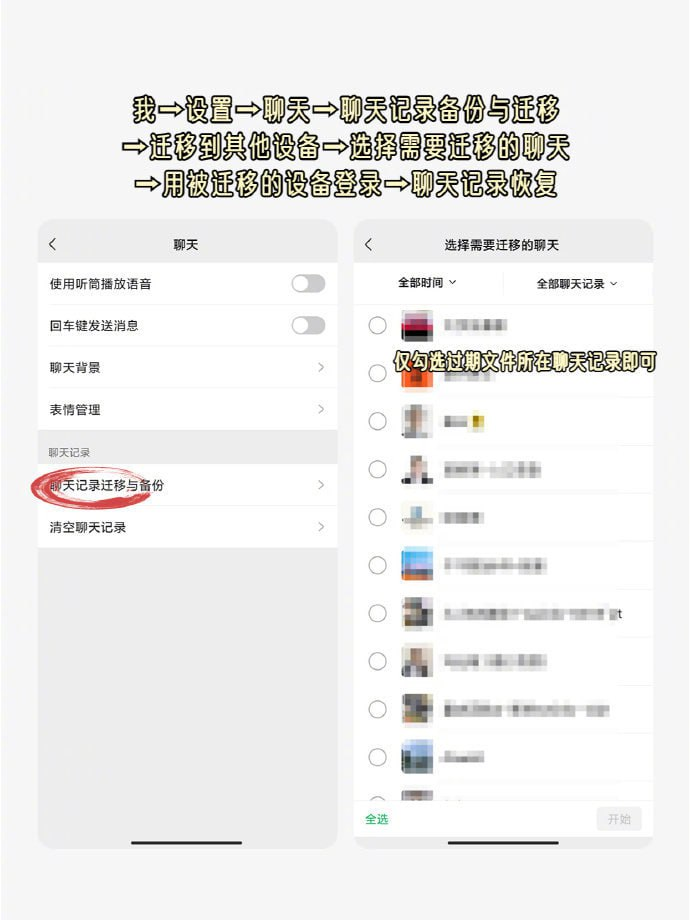 我→设置→聊天→聊天记录备份与迁移
→迁移到其他设备→选择需要迁移的聊天
→用被迁移的设备登录→聊天记录恢复
聊天
使用听筒播放语音
回车键发送消息
聊天背景
表情管理
聊天记录
聊天记录迁移与备份
清空聊天记录
选择需要迁移的聊天
全部时间
全部聊天记录
仅勾选过期文件所在聊天记录即可
全选
开始